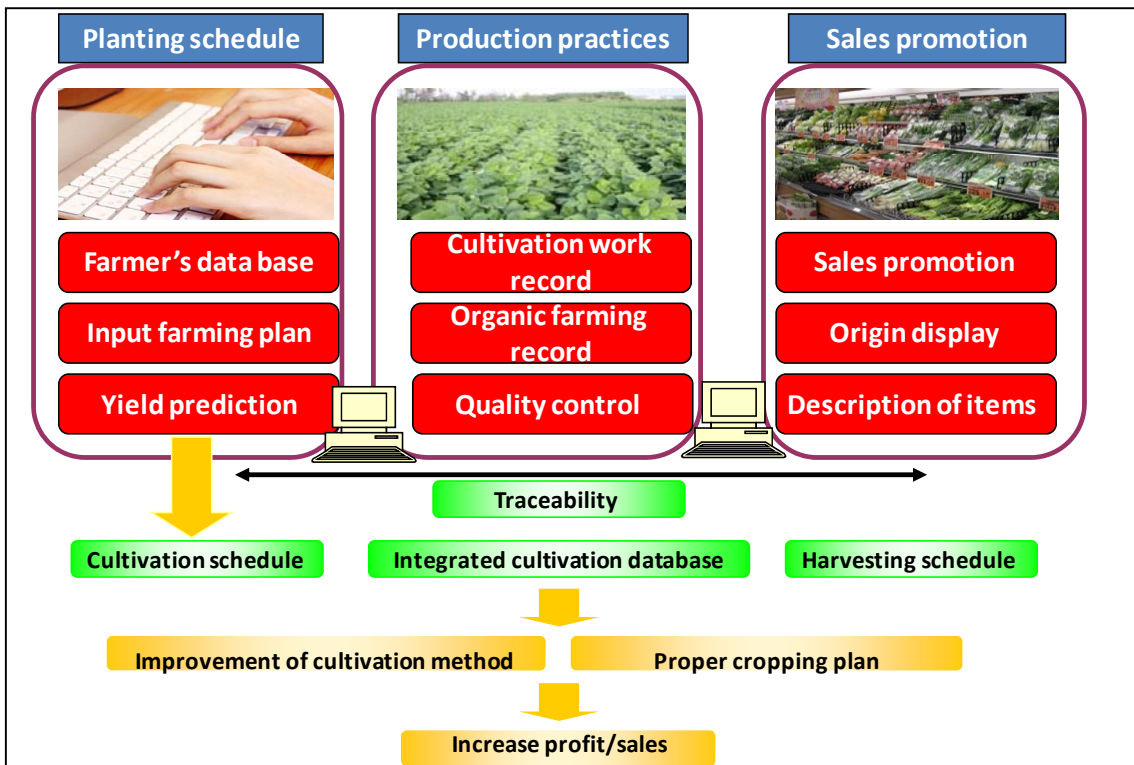 Planting schedule
Production practices
Sales promotion
Farmer's data base
Input farming plan
Yield prediction
Cultivation work
record
Organic farming
record
Quality control
Sales promotion
Origin display
Description of items
Traceability
Cultivation schedule
Integrated cultivation database
Harvesting schedule
Improvement of cultivation method
Proper cropping plan
Increase profit/sales